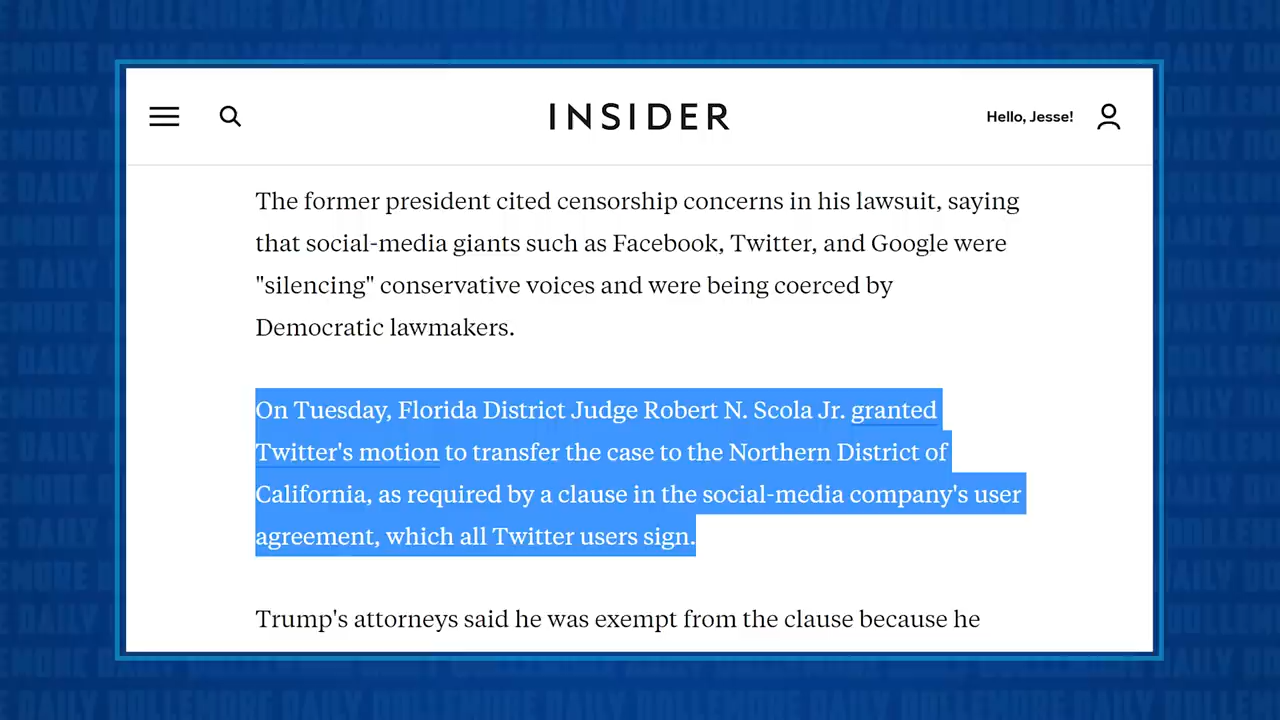 INSIDER
Hello, Jesse!
The former president cited censorship concerns in his lawsuit, saying
that social-media giants such as Facebook, Twitter, and Google were
"silencing" conservative voices and were being coerced by
Democratic lawmakers.
On Tuesday, Florida District Judge Robert N. Scola Jr. granted
Twitter's motion to transfer the case to the Northern District of
California, as required by a clause in the social-media company's user
agreement, which all Twitter users sign.
Trump's attorneys said he was exempt from the clause because he